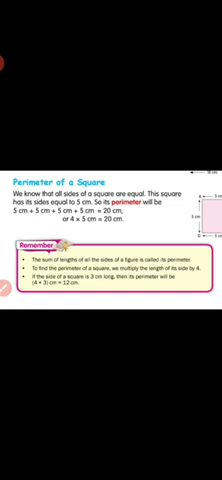 10 cm
Perimeter of a Square
We know that all sides of a square are equal. This square
has its sides equal to 5 cm. So its perimeter will be
5 cm + 5 cm + 5 cm + 5 cm = 20 cm,
or 4 × 5 cm = 20 cm.
A 5 cm
5 cm
D 5 cm
Remember
• The sum of lengths of all the sides of a figure is called its perimeter.
• To find the perimeter of a square, we multiply the length of its side by 4.
• If the side of a square is 3 cm long, then its perimeter will be
(4 × 3) cm = 12 cm.